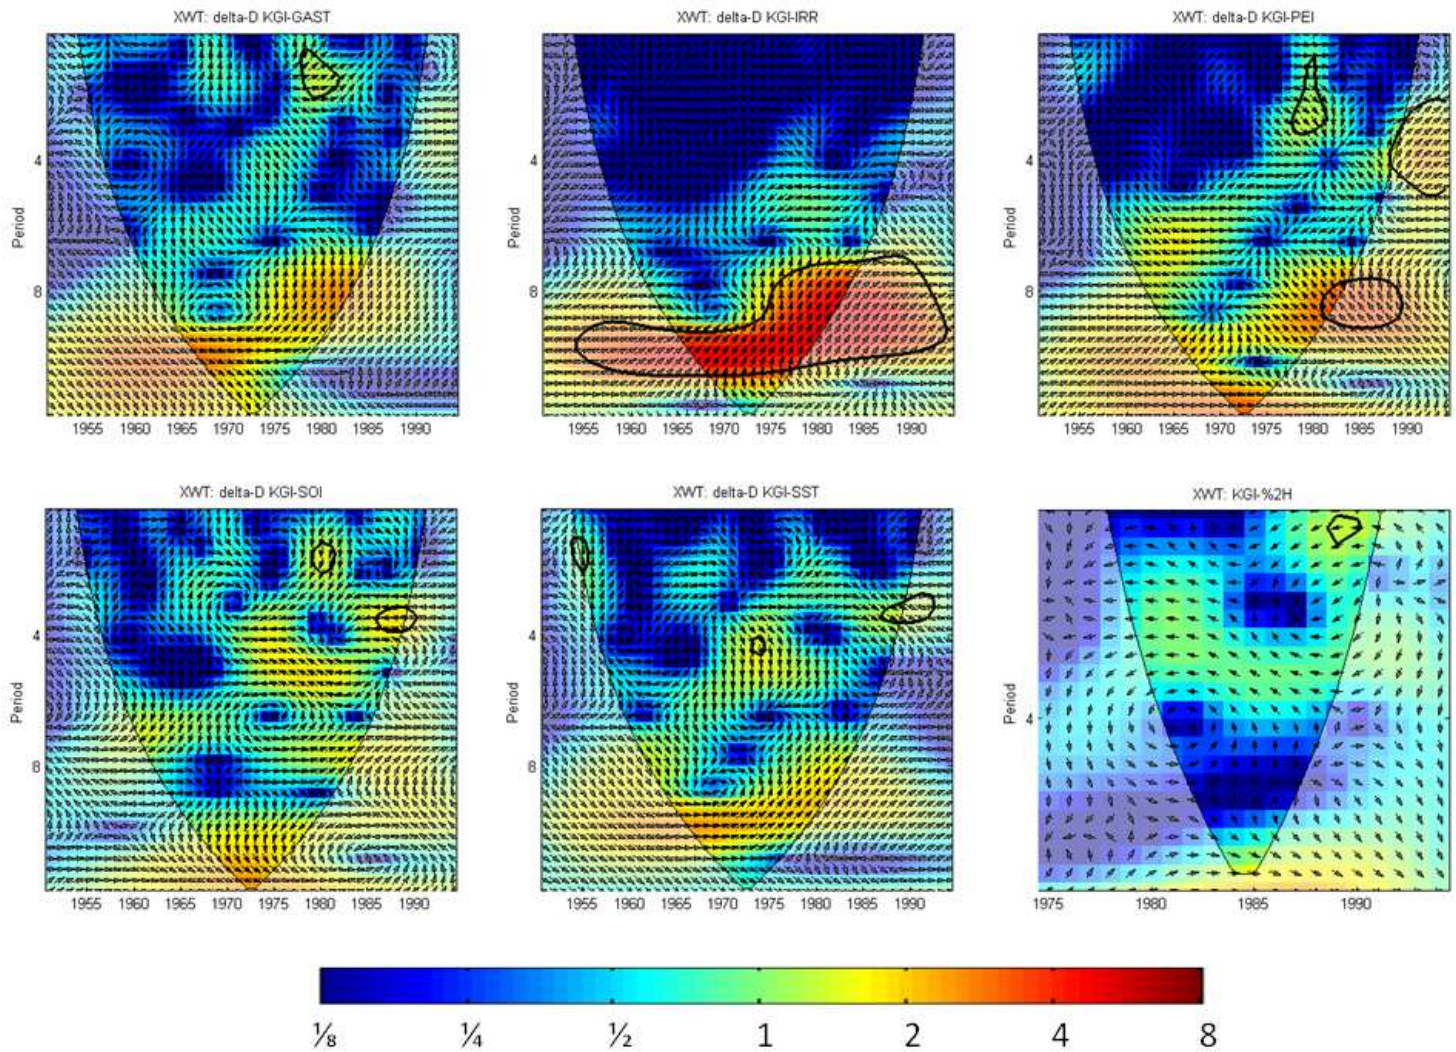 XWT: delta-D KGI-GAST
XWT: delta-D KGI-IRR
XWT: delta-D KGI-PEI
Period
4
8
1955 1960 1965 1970 1975 1980 1985 1990
Period
4
8
1955 1960 1965 1970 1975 1980 1985 1990
Period
4
8
1955 1960 1965 1970 1975 1980 1985 1990
XWT: delta-D KGI-SOI
XWT: delta-D KGI-SST
XWT: KGI-%2H
Period
4
8
1955 1960 1965 1970 1975 1980 1985 1990
Period
4
8
1955 1960 1965 1970 1975 1980 1985 1990
Period
4
1975 1980 1985 1990
⅛ ¼ ½ 1 2 4 8